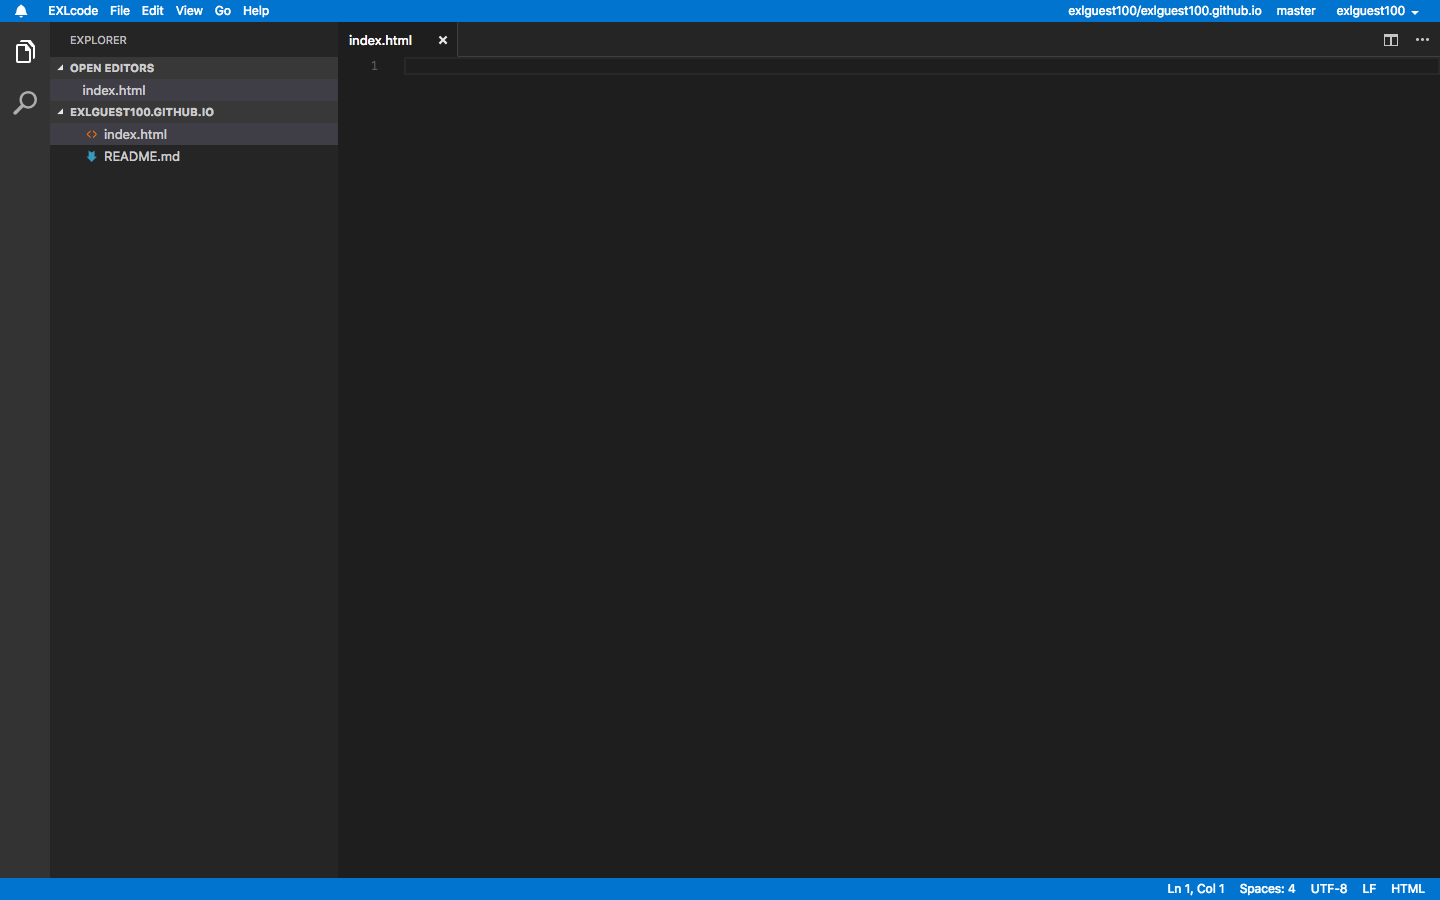 EXLcode File Edit View Go Help exlguest100/exlguest100.github.io master exlguest100
EXPLORER
index.html
OPEN EDITORS
index.html
EXLGUEST100.GITHUB.IO
index.html
README.md
1
Ln 1, Col 1 Spaces: 4 UTF-8 LF HTML